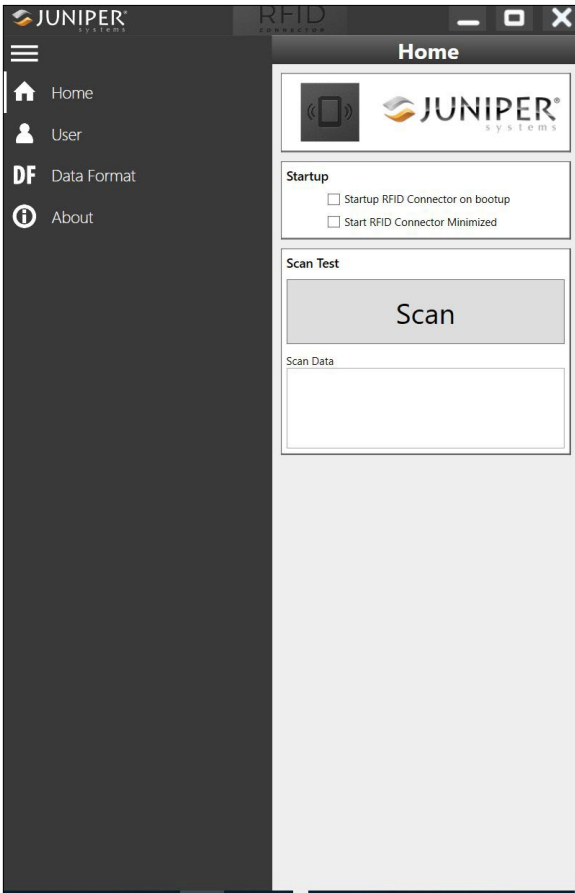 JUNIPER®
systems
RFID
CONNECTOR
Home
Home
User
DF Data Format
About
JUNIPER®
systems
Startup
Startup RFID Connector on bootup
Start RFID Connector Minimized
Scan Test
Scan
Scan Data